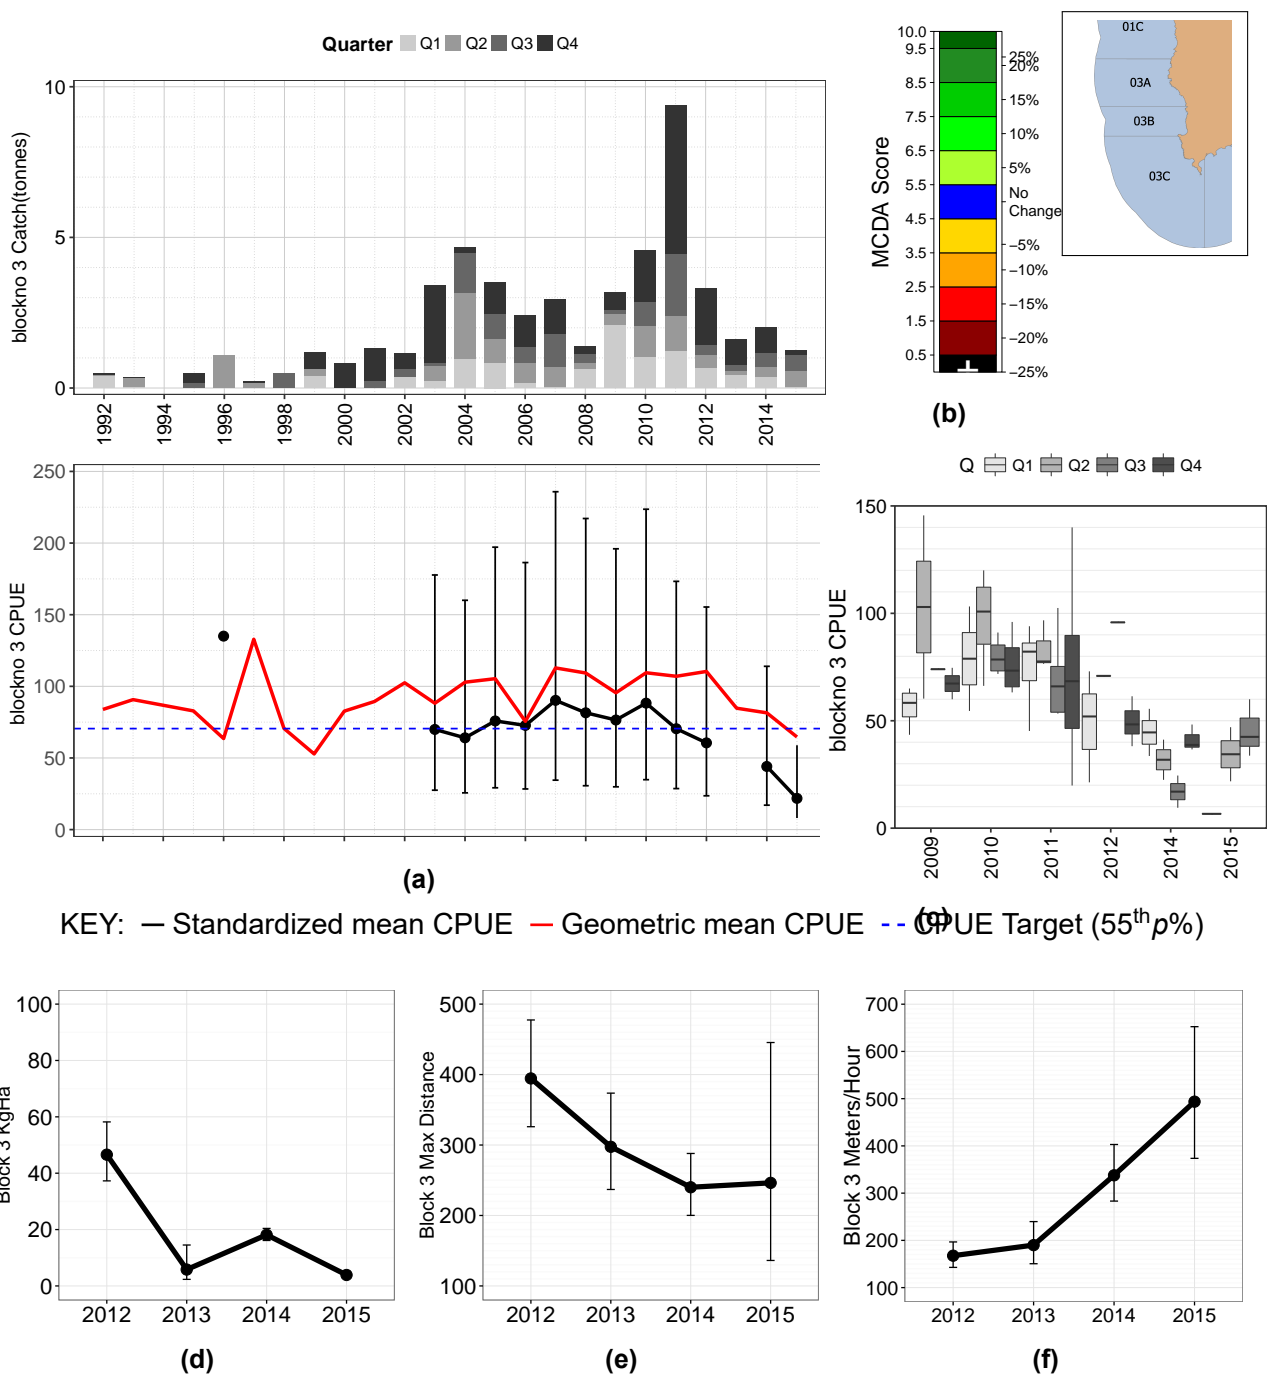 Quarter Q1 Q2 Q3 Q4
blockno 3 Catch(tonnes)
10
5
0
1992 1994 1996 1998 2000 2002 2004 2006 2008 2010 2012 2014
MCDA Score
10.0
9.5
8.5
7.5
6.5
5.5
4.5
3.5
2.5
1.5
0.5
25%
20%
15%
10%
5%
No
Change
−5%
−10%
−15%
−20%
−25%
01C
03A
03B
03C
(b)
blockno 3 CPUE
250
200
150
100
50
0
(a)
Q Q1 Q2 Q3 Q4
blockno 3 CPUE
150
100
50
0
2009 2010 2011 2012 2014 2015
(c)
KEY: Standardized mean CPUE Geometric mean CPUE CPUE Target (55th p%)
Block 3 KgHa
100
80
60
40
20
0
2012 2013 2014 2015
(d)
Block 3 Max Distance
500
400
300
200
100
2012 2013 2014 2015
(e)
Block 3 Meters/Hour
700
600
500
400
300
200
100
2012 2013 2014 2015
(f)